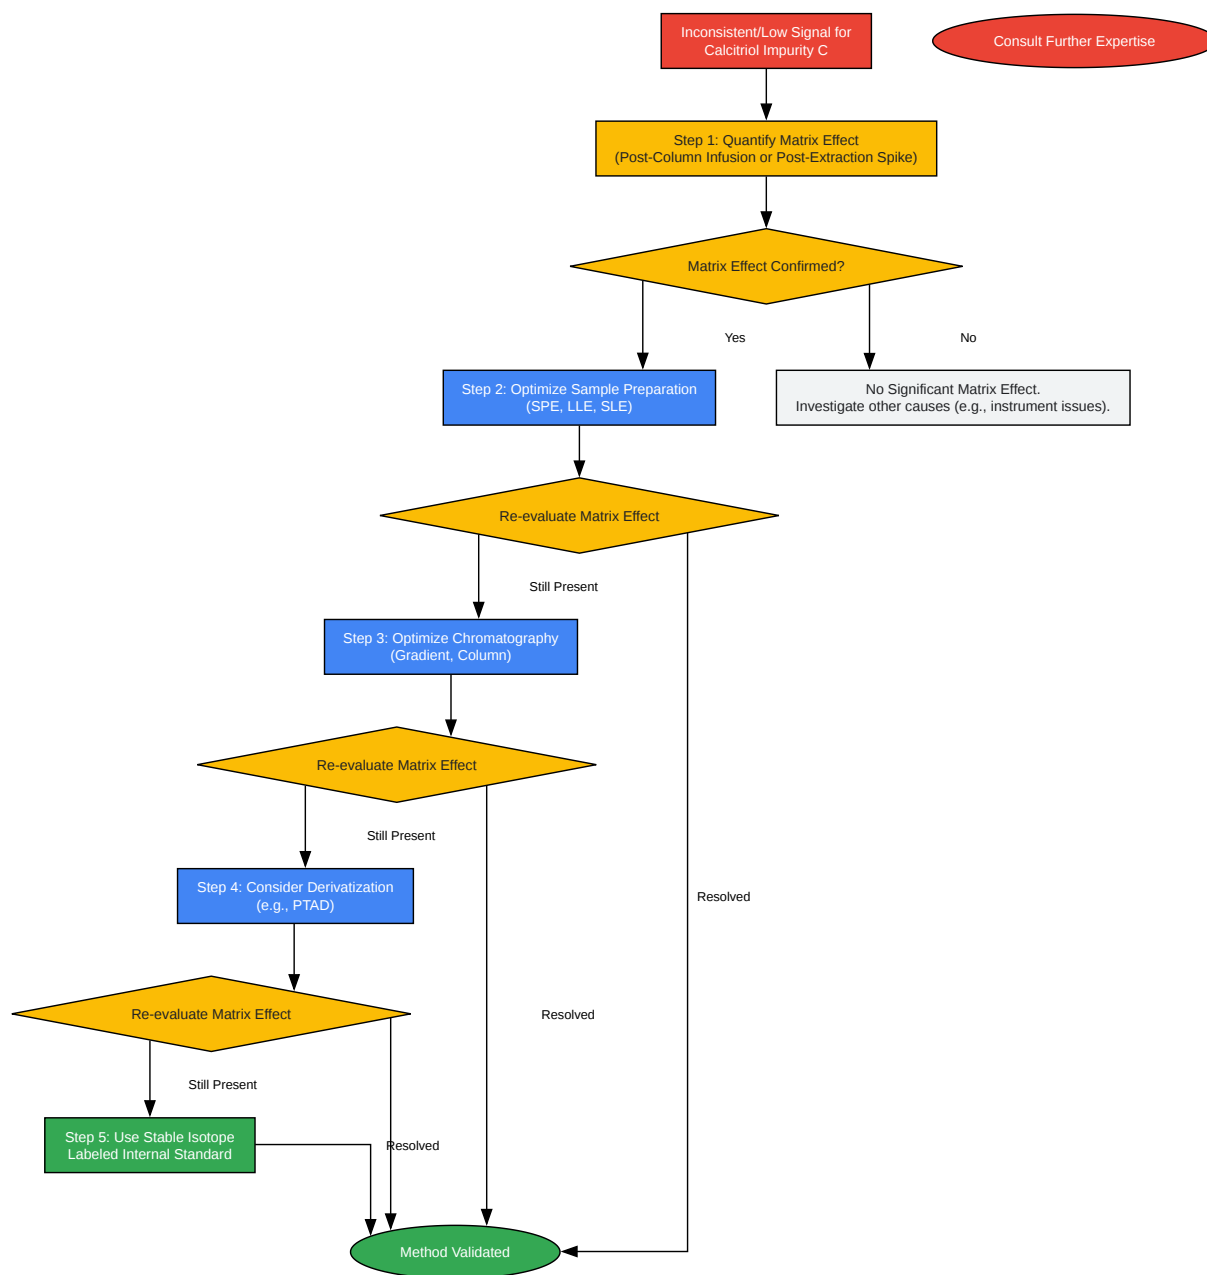 Inconsistent/Low Signal for
Calcitriol Impurity C
Consult Further Expertise
Step 1: Quantify Matrix Effect
(Post-Column Infusion or Post-Extraction Spike)
Matrix Effect Confirmed?
Yes
No
Step 2: Optimize Sample Preparation
(SPE, LLE, SLE)
No Significant Matrix Effect.
Investigate other causes (e.g., instrument issues).
Re-evaluate Matrix Effect
Still Present
Step 3: Optimize Chromatography
(Gradient, Column)
Re-evaluate Matrix Effect
Still Present
Step 4: Consider Derivatization
(e.g., PTAD)
Resolved
Re-evaluate Matrix Effect
Resolved
Still Present
Step 5: Use Stable Isotope
Labeled Internal Standard
Resolved
Method Validated